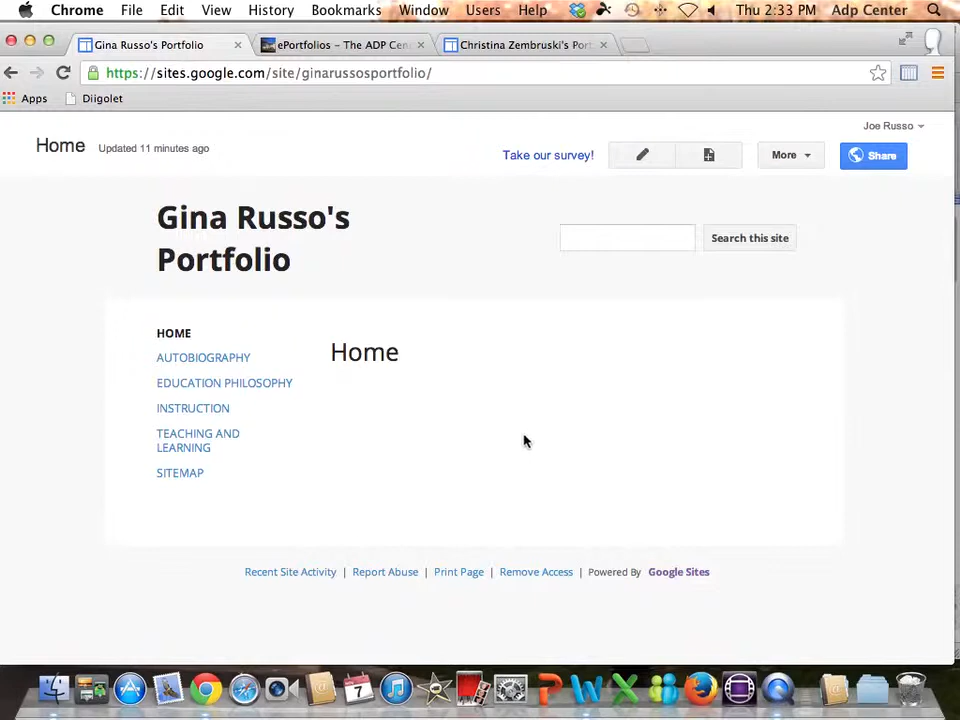 Chrome File Edit View History Bookmarks Window Users Help Thu 2:33 PM Adp Center
Gina Russo's Portfolio ePortfolios – The ADP Cen Christina Zembruski's Port
https://sites.google.com/site/ginarussosportfolio/
Apps Diigolet
Joe Russo
Home Updated 11 minutes ago Take our survey! More Share
Gina Russo's
Portfolio
Search this site
HOME
Home
AUTOBIOGRAPHY
EDUCATION PHILOSOPHY
INSTRUCTION
TEACHING AND
LEARNING
SITEMAP
Recent Site Activity | Report Abuse | Print Page | Remove Access | Powered By Google Sites
7